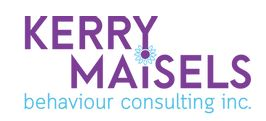 KERRY
MAISELS
behaviour consulting inc.